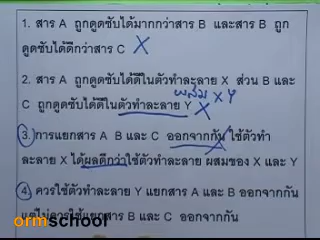 1. สาร A ถูกดูดซับได้มากกว่าสาร B และสาร B ถูก
ดูดซับได้ดีกว่าสาร C X
2. สาร A ถูกดูดซับได้ดีในตัวทำละลาย X ส่วน B และ
ผสม X Y
C ถูกดูดซับได้ดีในตัวทำละลาย Y X
3. การแยกสาร A B และ C ออกจากกัน ใช้ตัวทำ
ละลาย X ได้ผลดีกว่าใช้ตัวทำละลาย ผสมของ X และ Y
4. ควรใช้ตัวทำละลาย Y แยกสาร A และ B ออกจากกัน
แต่ไม่ควรใช้แยกสาร B และ C ออกจากกัน
ormschool